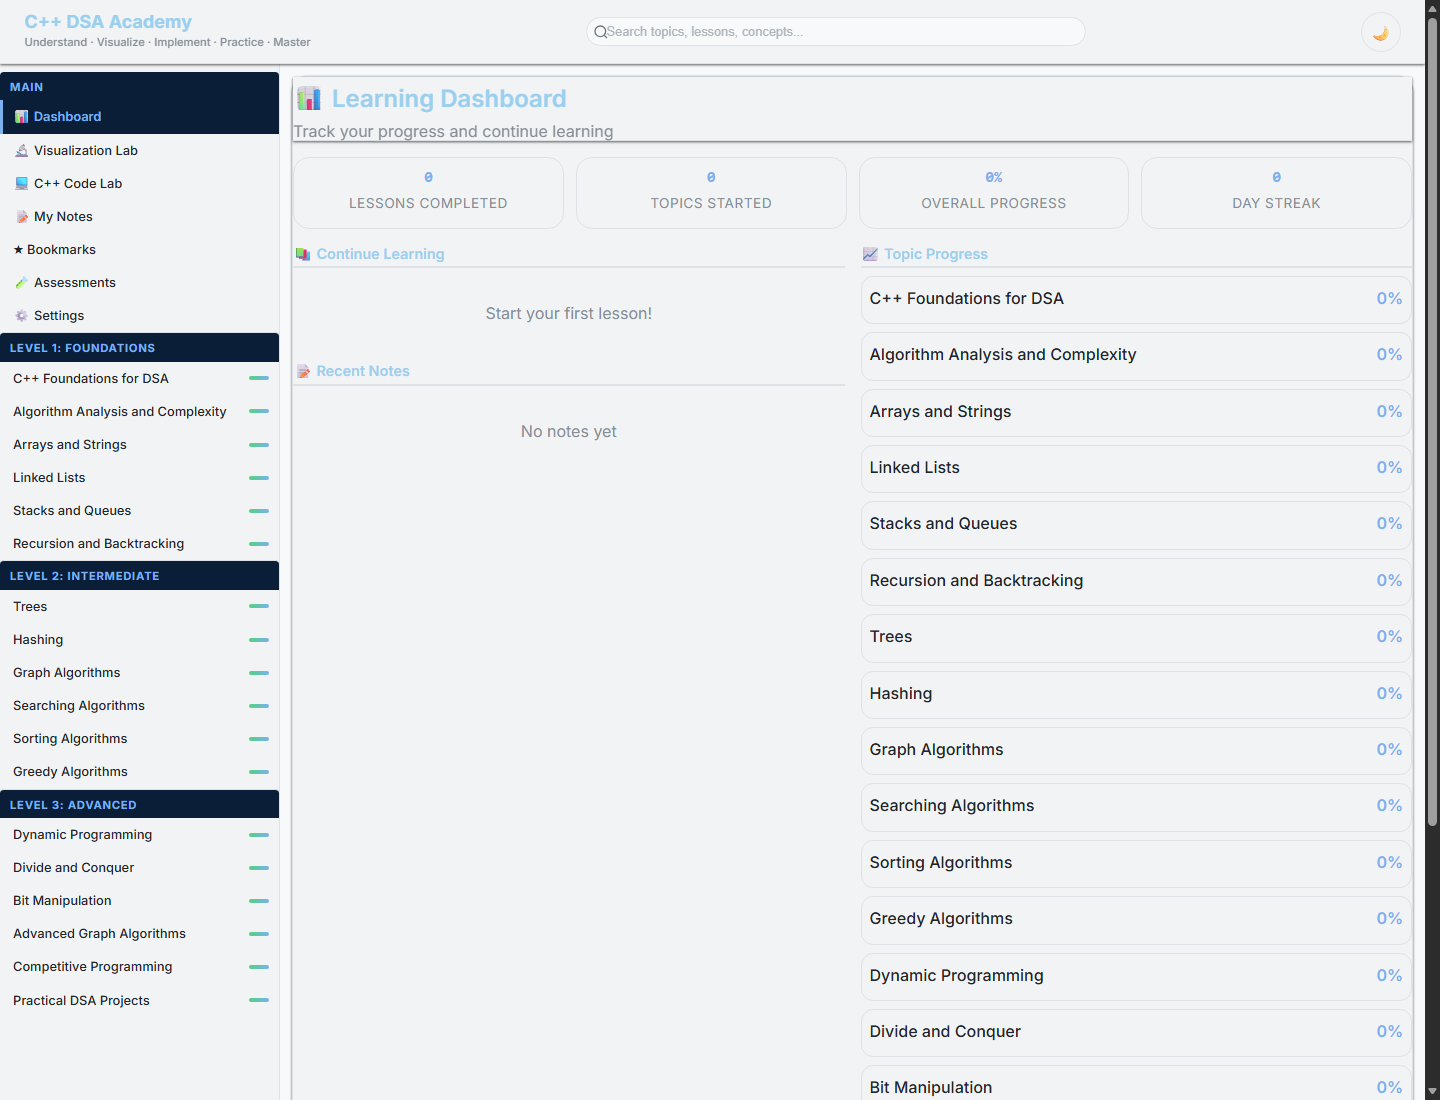 C++ DSA Academy
Understand · Visualize · Implement · Practice · Master
Search topics, lessons, concepts...
MAIN
Dashboard
Visualization Lab
C++ Code Lab
My Notes
★ Bookmarks
Assessments
Settings
LEVEL 1: FOUNDATIONS
C++ Foundations for DSA
Algorithm Analysis and Complexity
Arrays and Strings
Linked Lists
Stacks and Queues
Recursion and Backtracking
LEVEL 2: INTERMEDIATE
Trees
Hashing
Graph Algorithms
Searching Algorithms
Sorting Algorithms
Greedy Algorithms
LEVEL 3: ADVANCED
Dynamic Programming
Divide and Conquer
Bit Manipulation
Advanced Graph Algorithms
Competitive Programming
Practical DSA Projects
Learning Dashboard
Track your progress and continue learning
0
LESSONS COMPLETED
0
TOPICS STARTED
0%
OVERALL PROGRESS
0
DAY STREAK
Continue Learning
Start your first lesson!
Recent Notes
No notes yet
Topic Progress
C++ Foundations for DSA 0%
Algorithm Analysis and Complexity 0%
Arrays and Strings 0%
Linked Lists 0%
Stacks and Queues 0%
Recursion and Backtracking 0%
Trees 0%
Hashing 0%
Graph Algorithms 0%
Searching Algorithms 0%
Sorting Algorithms 0%
Greedy Algorithms 0%
Dynamic Programming 0%
Divide and Conquer 0%
Bit Manipulation 0%